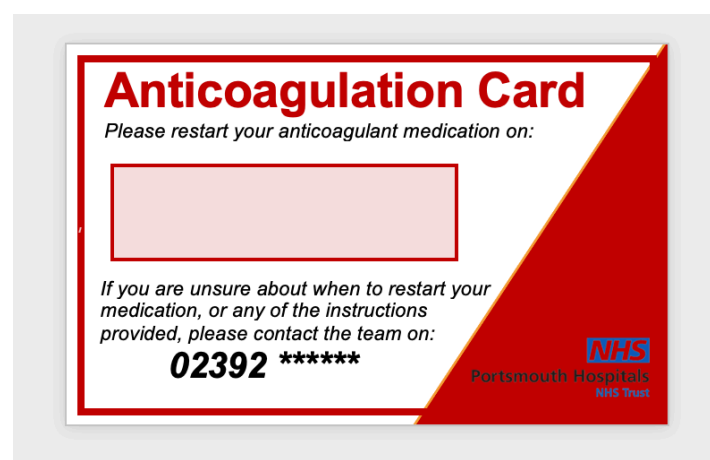 Anticoagulation Card
Please restart your anticoagulant medication on:
If you are unsure about when to restart your
medication, or any of the instructions
provided, please contact the team on:
02392 ******
NHS
Portsmouth Hospitals
NHS Trust